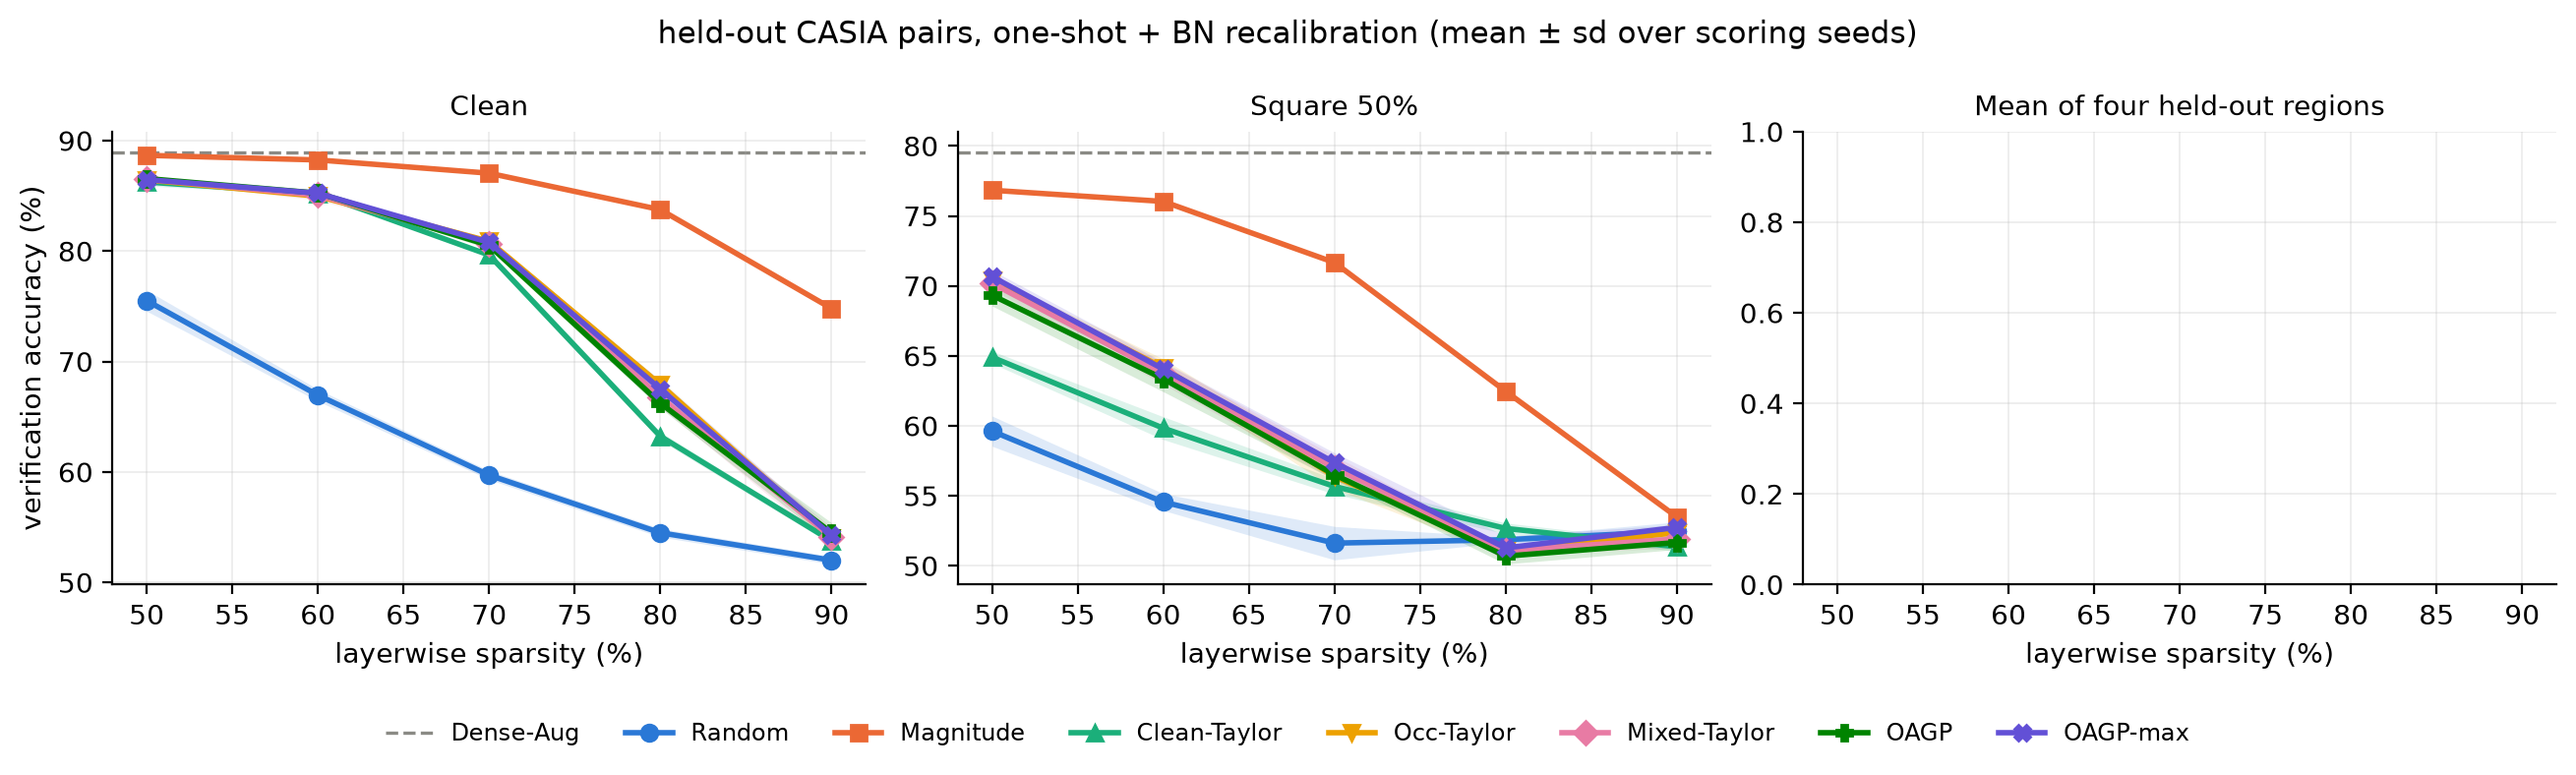 held-out CASIA pairs, one-shot + BN recalibration (mean ± sd over scoring seeds)
Clean
verification accuracy (%)
90
80
70
60
50
50 55 60 65 70 75 80 85 90
layerwise sparsity (%)
Square 50%
80
75
70
65
60
55
50
50 55 60 65 70 75 80 85 90
layerwise sparsity (%)
Mean of four held-out regions
1.0
0.8
0.6
0.4
0.2
0.0
50 55 60 65 70 75 80 85 90
layerwise sparsity (%)
Dense-Aug Random Magnitude Clean-Taylor Occ-Taylor Mixed-Taylor OAGP OAGP-max